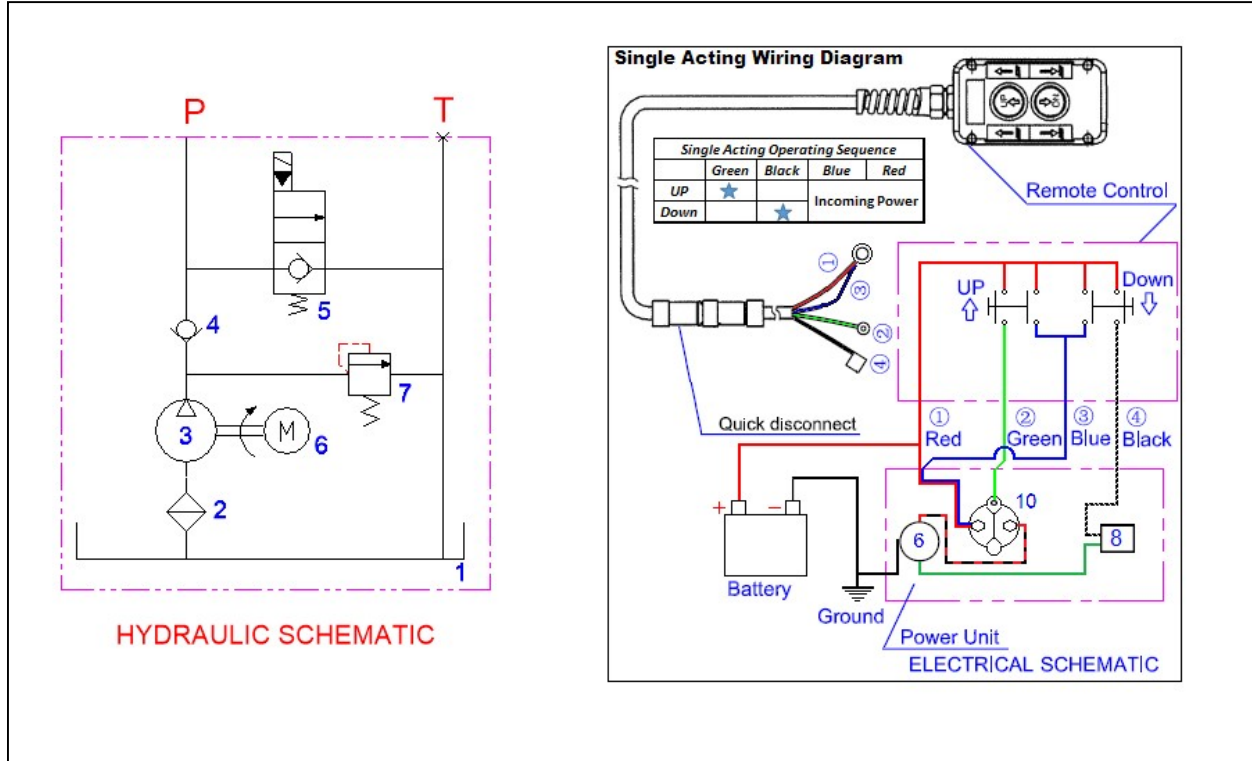 P
T
5
4
7
3
M
6
2
1
HYDRAULIC SCHEMATIC
Single Acting Wiring Diagram
UP
DN
Single Acting Operating Sequence
Green Black Blue Red
UP ★ Incoming Power
Down ★
Remote Control
①
③
②
④
UP
Down
Quick disconnect
① ② ③ ④
Red Green Blue Black
10
+ −
6
8
Battery
Ground
Power Unit
ELECTRICAL SCHEMATIC